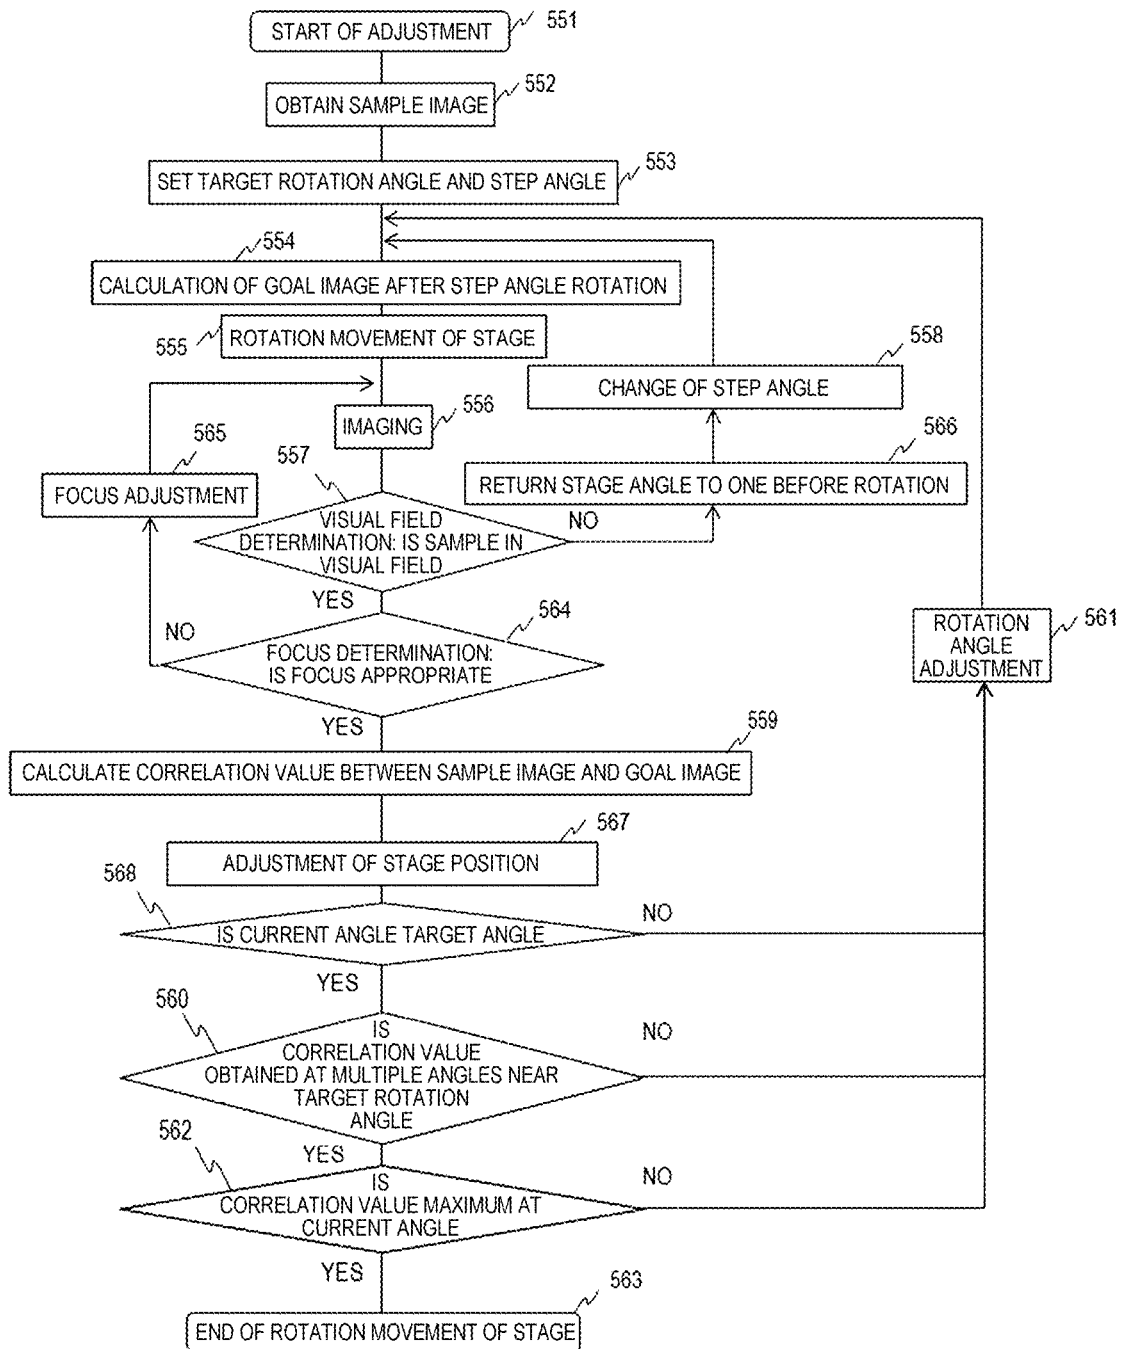 START OF ADJUSTMENT
551
OBTAIN SAMPLE IMAGE
552
SET TARGET ROTATION ANGLE AND STEP ANGLE
553
554
CALCULATION OF GOAL IMAGE AFTER STEP ANGLE ROTATION
555
ROTATION MOVEMENT OF STAGE
558
CHANGE OF STEP ANGLE
556
IMAGING
565
FOCUS ADJUSTMENT
557
566
RETURN STAGE ANGLE TO ONE BEFORE ROTATION
VISUAL FIELD
DETERMINATION: IS SAMPLE IN
VISUAL FIELD
NO
YES
564
NO
FOCUS DETERMINATION:
IS FOCUS APPROPRIATE
ROTATION
ANGLE
ADJUSTMENT
561
YES
559
CALCULATE CORRELATION VALUE BETWEEN SAMPLE IMAGE AND GOAL IMAGE
567
ADJUSTMENT OF STAGE POSITION
568
IS CURRENT ANGLE TARGET ANGLE
NO
YES
560
IS
CORRELATION VALUE
OBTAINED AT MULTIPLE ANGLES NEAR
TARGET ROTATION
ANGLE
NO
YES
562
IS
CORRELATION VALUE MAXIMUM AT
CURRENT ANGLE
NO
YES
563
END OF ROTATION MOVEMENT OF STAGE